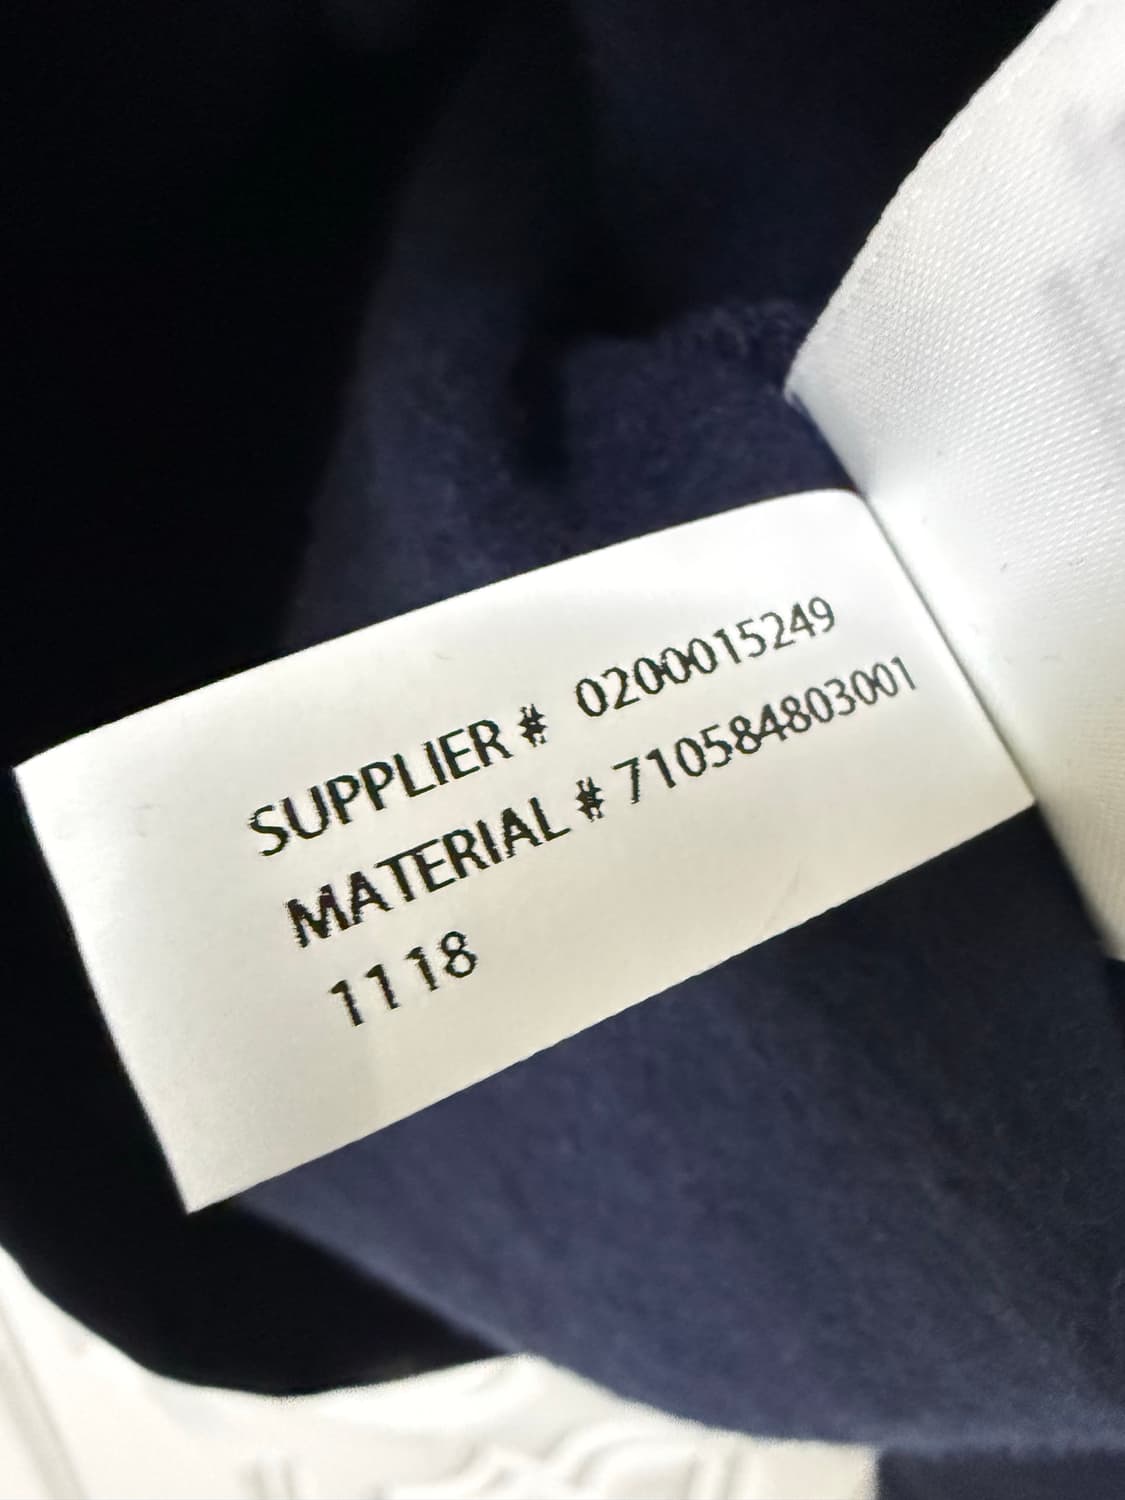 SUPPLIER # 0200015249
MATERIAL # 710584803001
1118